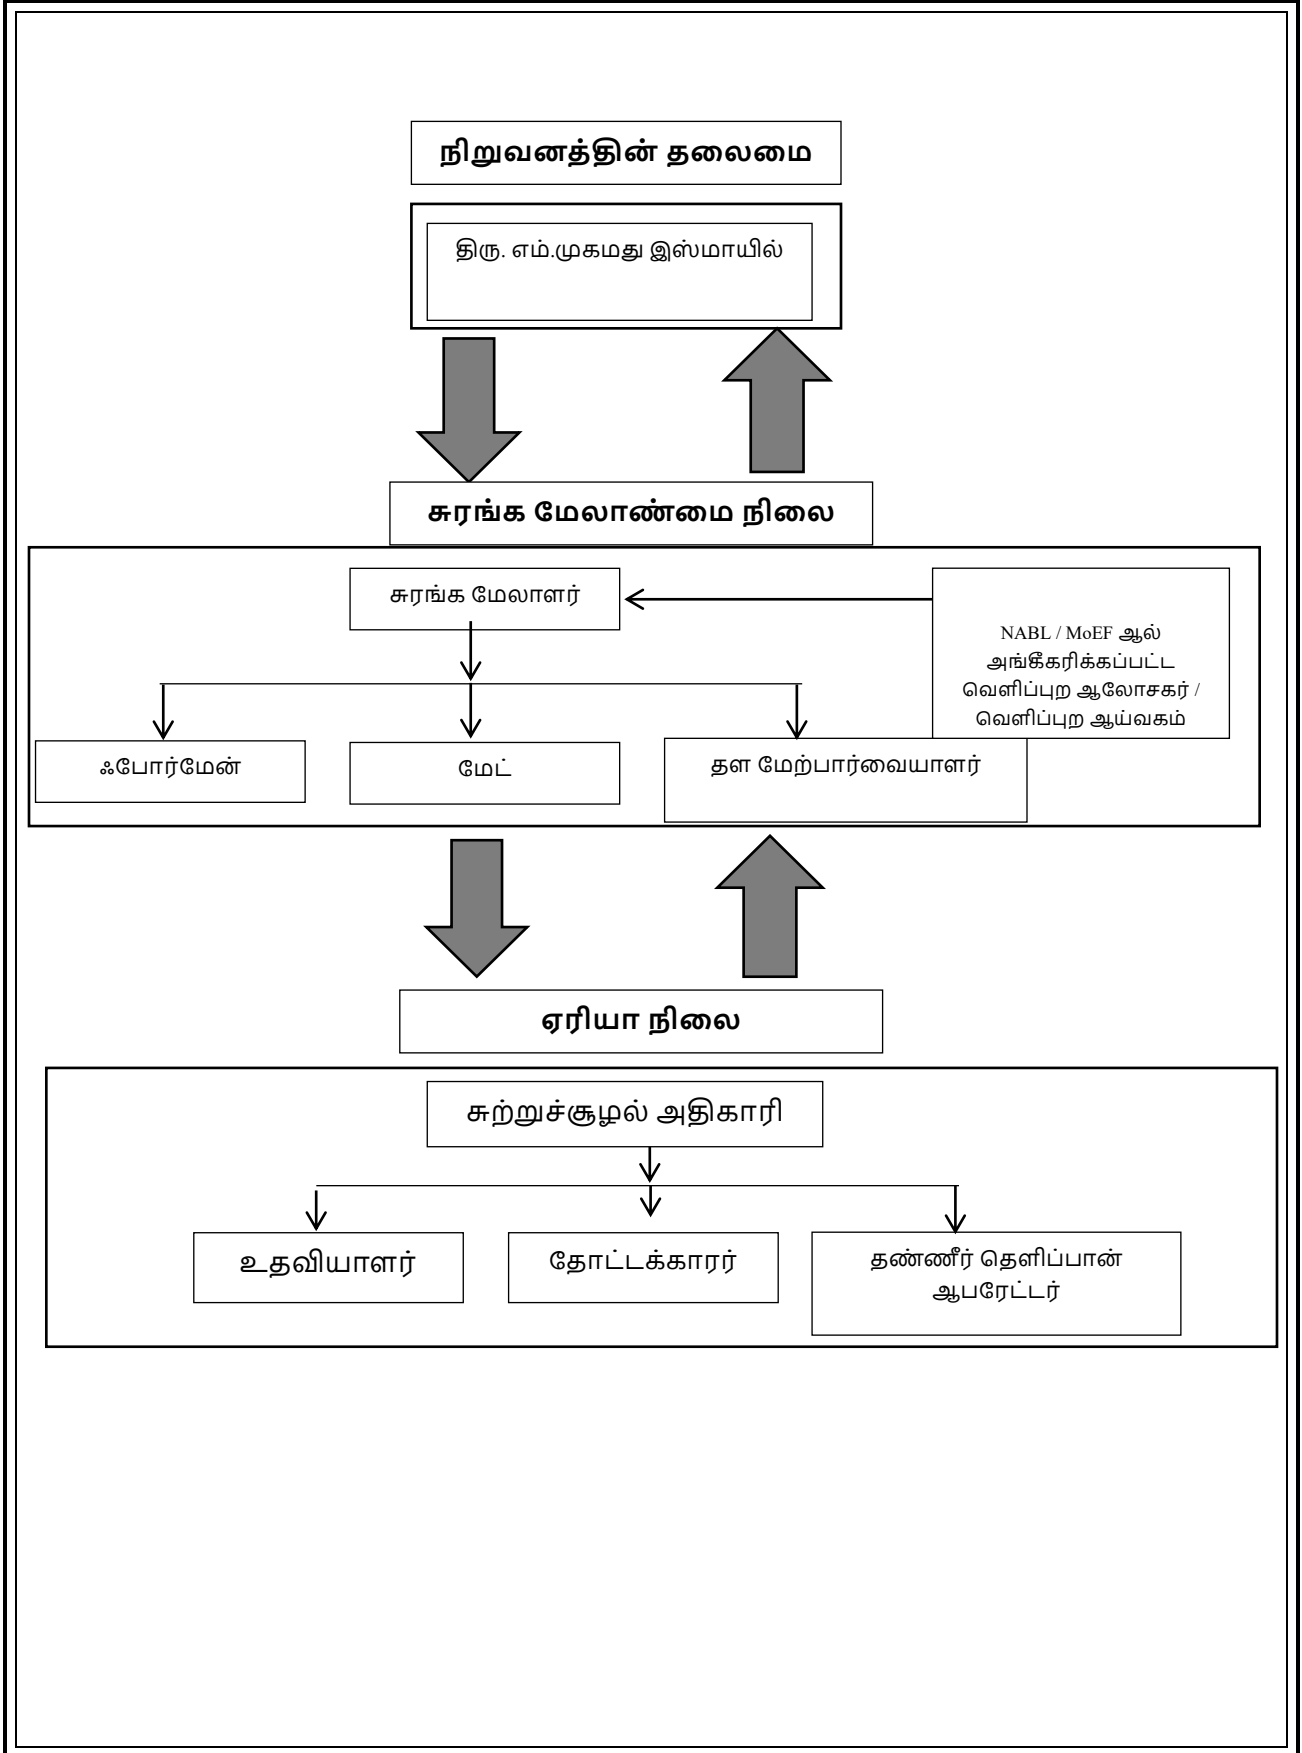 நிறுவனத்தின் தலைமை
திரு. எம்.முகமது இஸ்மாயில்
சுரங்க மேலாண்மை நிலை
சுரங்க மேலாளர்
NABL / MoEF ஆல்
அங்கீகரிக்கப்பட்ட
வெளிப்புற ஆலோசகர் /
வெளிப்புற ஆய்வகம்
ஃபோர்மேன்
மேட்
தள மேற்பார்வையாளர்
ஏரியா நிலை
சுற்றுச்சூழல் அதிகாரி
உதவியாளர்
தோட்டக்காரர்
தண்ணீர் தெளிப்பான்
ஆபரேட்டர்